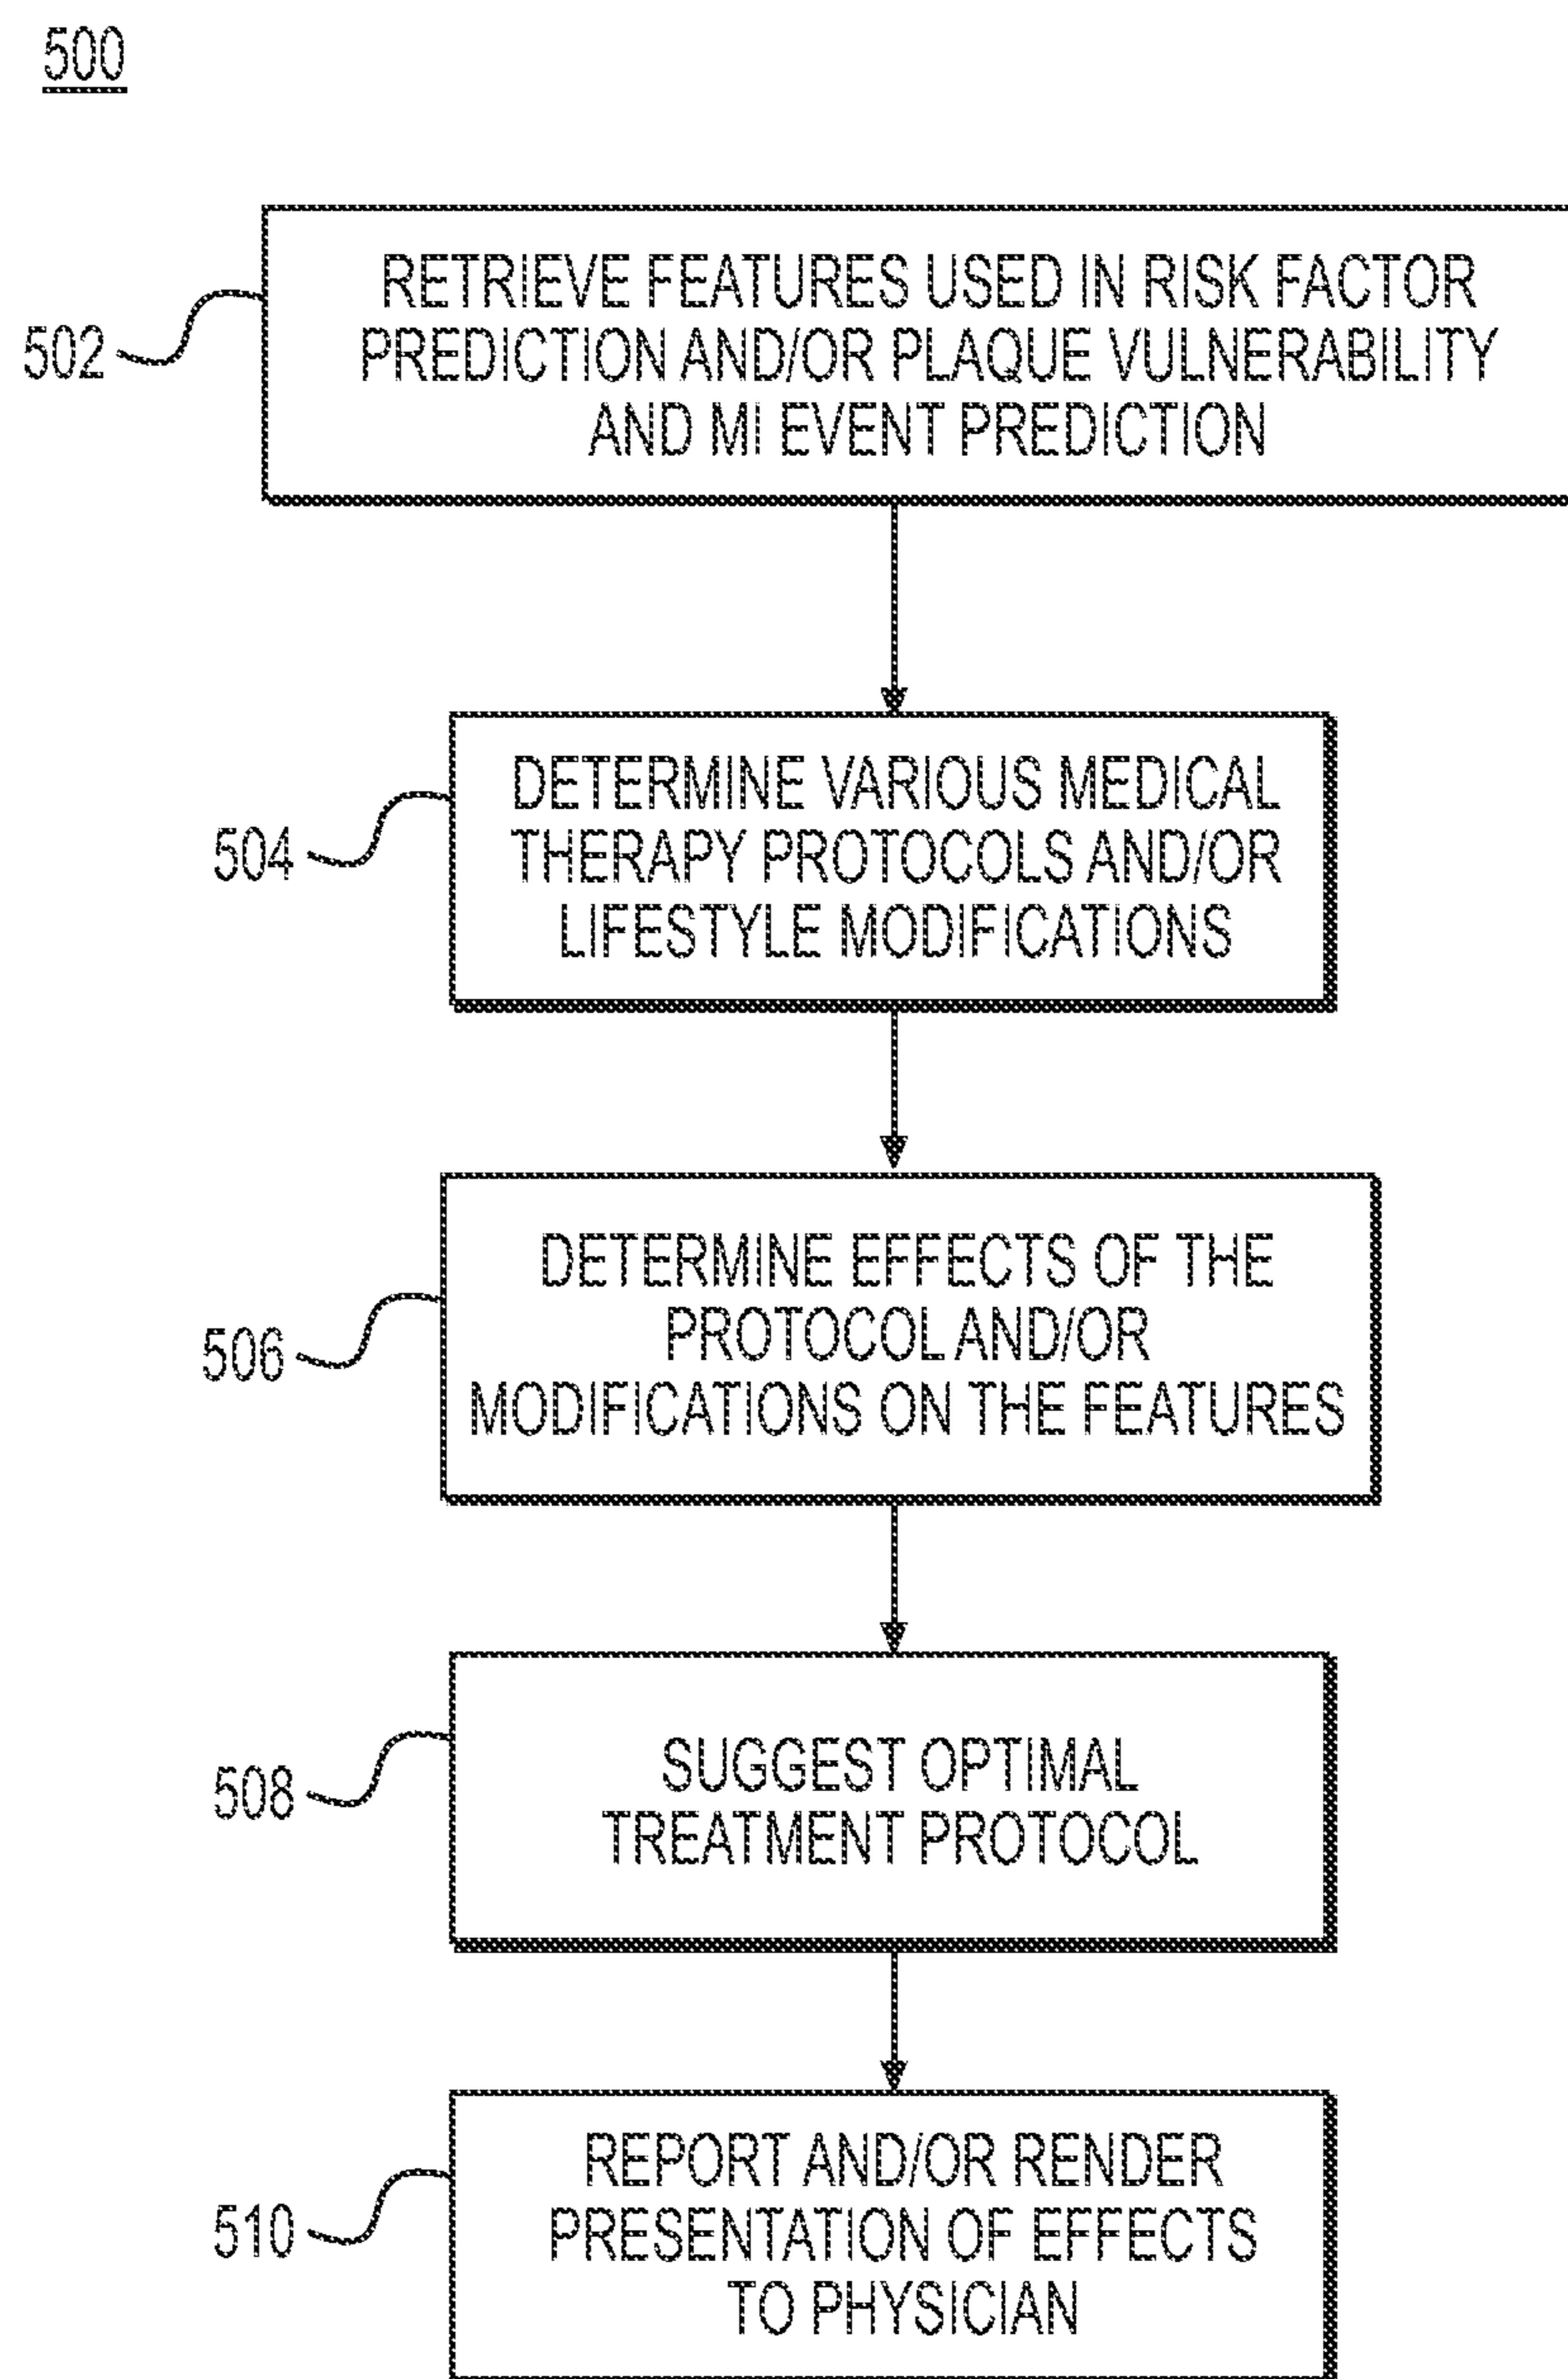 500
RETRIEVE FEATURES USED IN RISK FACTOR
PREDICTION AND/OR PLAQUE VULNERABILITY
AND MI EVENT PREDICTION
502
DETERMINE VARIOUS MEDICAL
THERAPY PROTOCOLS AND/OR
LIFESTYLE MODIFICATIONS
504
DETERMINE EFFECTS OF THE
PROTOCOL AND/OR
MODIFICATIONS ON THE FEATURES
506
SUGGEST OPTIMAL
TREATMENT PROTOCOL
508
REPORT AND/OR RENDER
PRESENTATION OF EFFECTS
TO PHYSICIAN
510